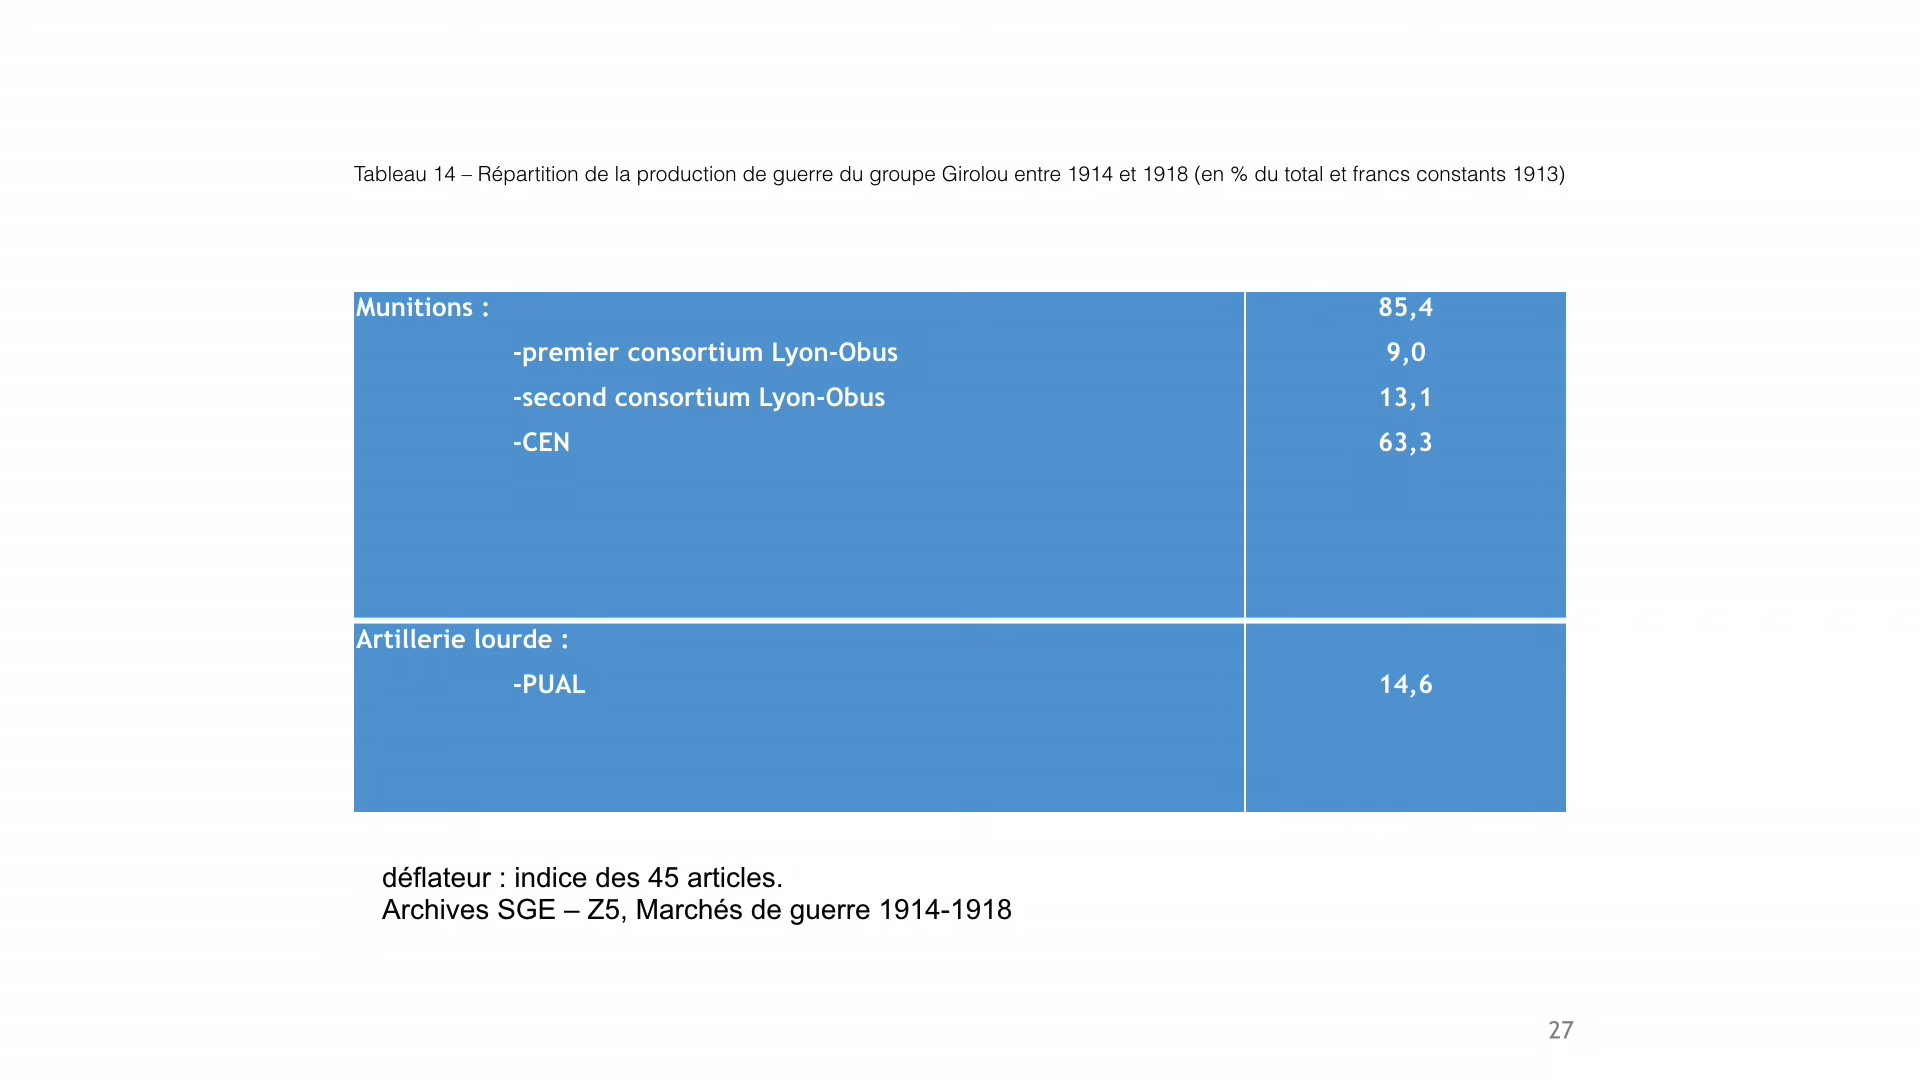 Tableau 14 – Répartition de la production de guerre du groupe Girolou entre 1914 et 1918 (en % du total et francs constants 1913)
Munitions : 85,4
-premier consortium Lyon-Obus 9,0
-second consortium Lyon-Obus 13,1
-CEN 63,3
Artillerie lourde :
-PUAL 14,6
déflateur : indice des 45 articles.
Archives SGE – Z5, Marchés de guerre 1914-1918
27